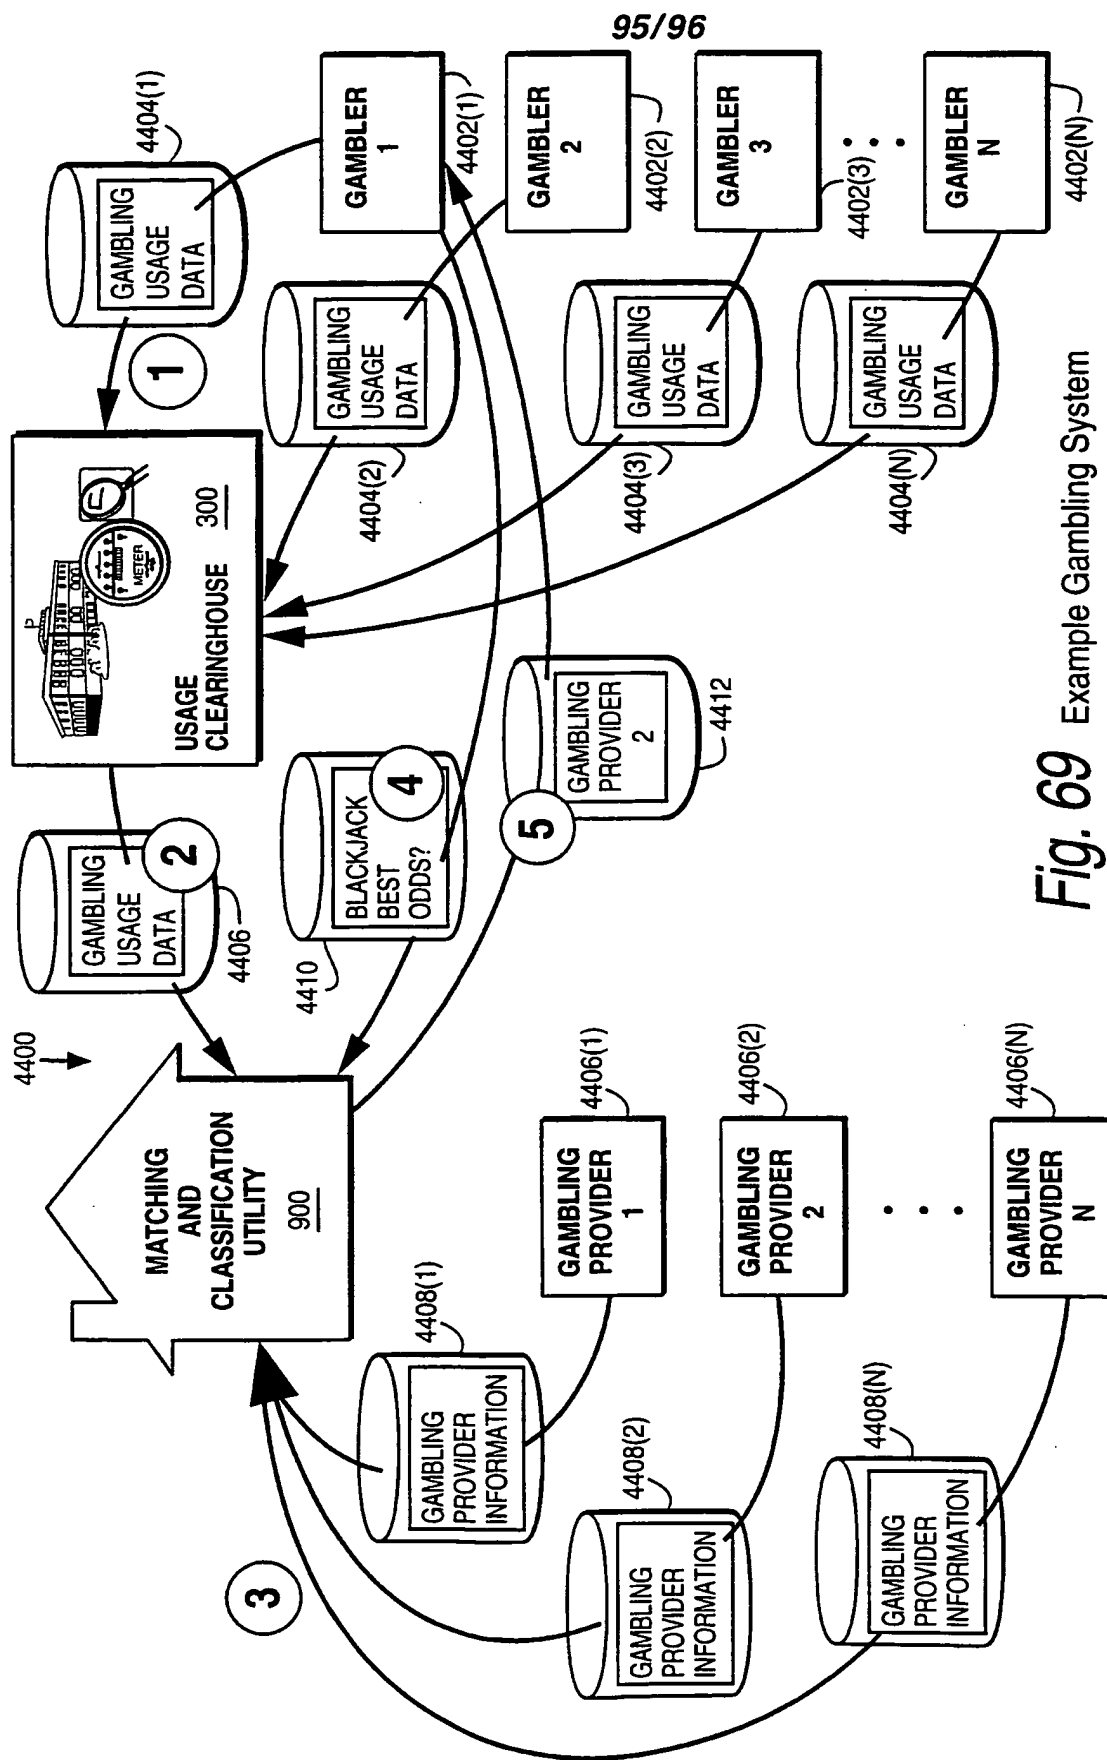 95/96
4400
MATCHING
AND
CLASSIFICATION
UTILITY
900
GAMBLING
USAGE
DATA
2
4406
USAGE
CLEARINGHOUSE
300
METER
1
GAMBLING
USAGE
DATA
4404(1)
GAMBLER
1
4402(1)
GAMBLING
USAGE
DATA
4404(2)
GAMBLER
2
4402(2)
GAMBLING
USAGE
DATA
4404(3)
GAMBLER
3
4402(3)
GAMBLING
USAGE
DATA
4404(N)
GAMBLER
N
4402(N)
4410
BLACKJACK
BEST
ODDS?
4
5
GAMBLING
PROVIDER
2
4412
3
GAMBLING
PROVIDER
INFORMATION
4408(1)
GAMBLING
PROVIDER
1
4406(1)
GAMBLING
PROVIDER
INFORMATION
4408(2)
GAMBLING
PROVIDER
2
4406(2)
GAMBLING
PROVIDER
INFORMATION
4408(N)
GAMBLING
PROVIDER
N
4406(N)
Fig. 69 Example Gambling System